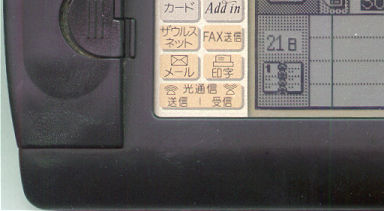 カード Add in
ザウルス
ネット FAX送信
メール 印字
光通信
送信 | 受信
21日